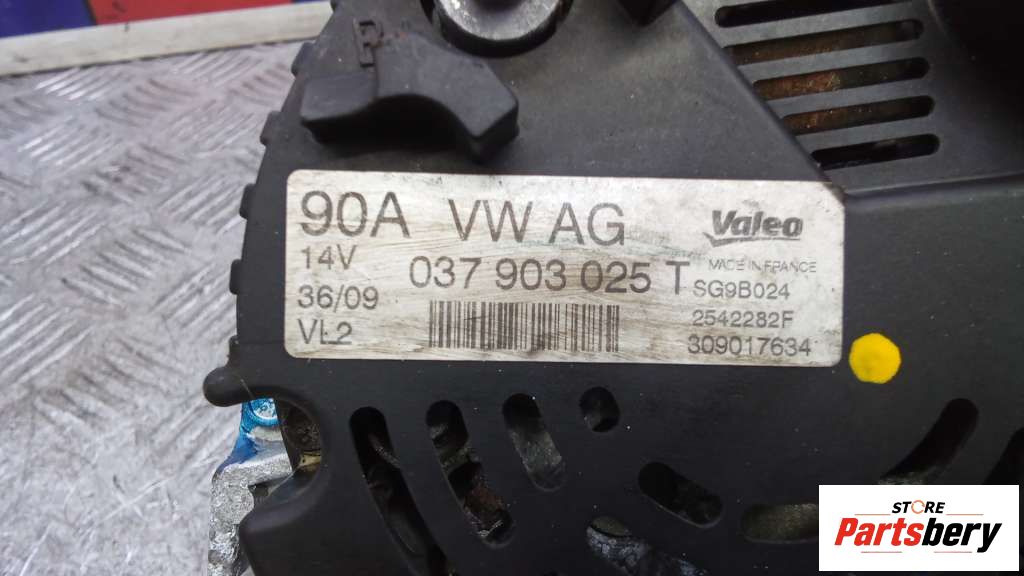 90A VW AG Valeo
14V 037 903 025 T MADE IN FRANCE
36/09 SG9B024
VL2 2542282F
309017634
STORE
Partsbery